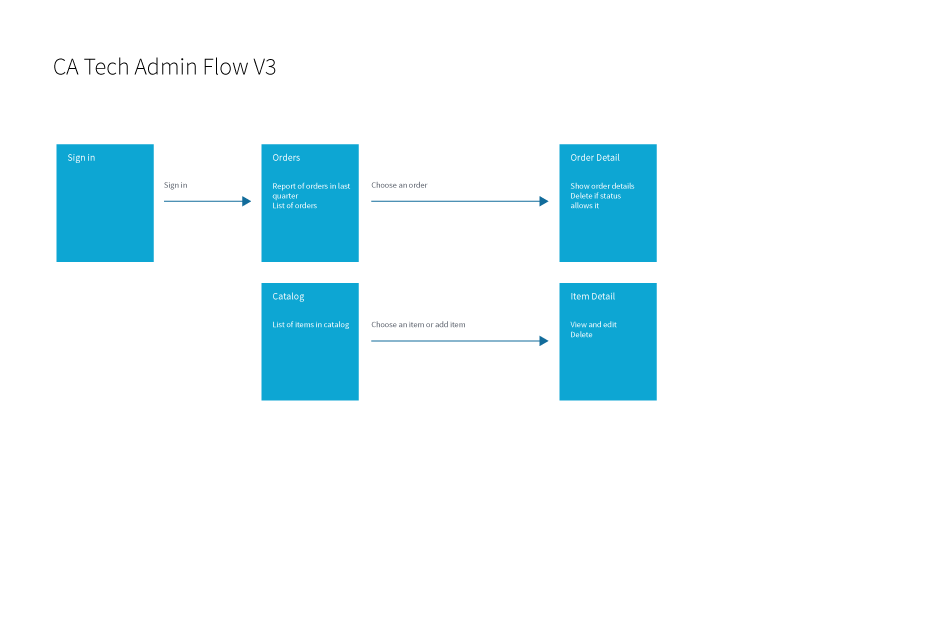 CA Tech Admin Flow V3
Sign in
Sign in
Orders
Report of orders in last
quarter
List of orders
Choose an order
Order Detail
Show order details
Delete if status
allows it
Catalog
List of items in catalog
Choose an item or add item
Item Detail
View and edit
Delete